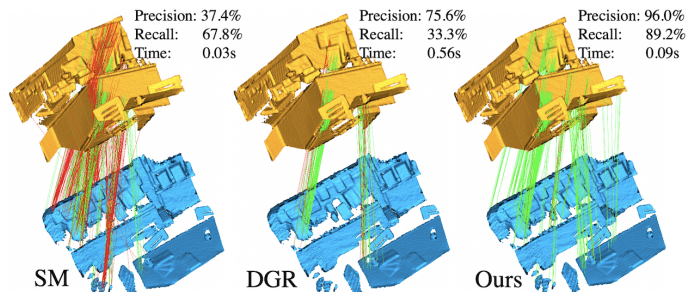 Precision: 37.4%
Recall: 67.8%
Time: 0.03s
SM
Precision: 75.6%
Recall: 33.3%
Time: 0.56s
DGR
Precision: 96.0%
Recall: 89.2%
Time: 0.09s
Ours